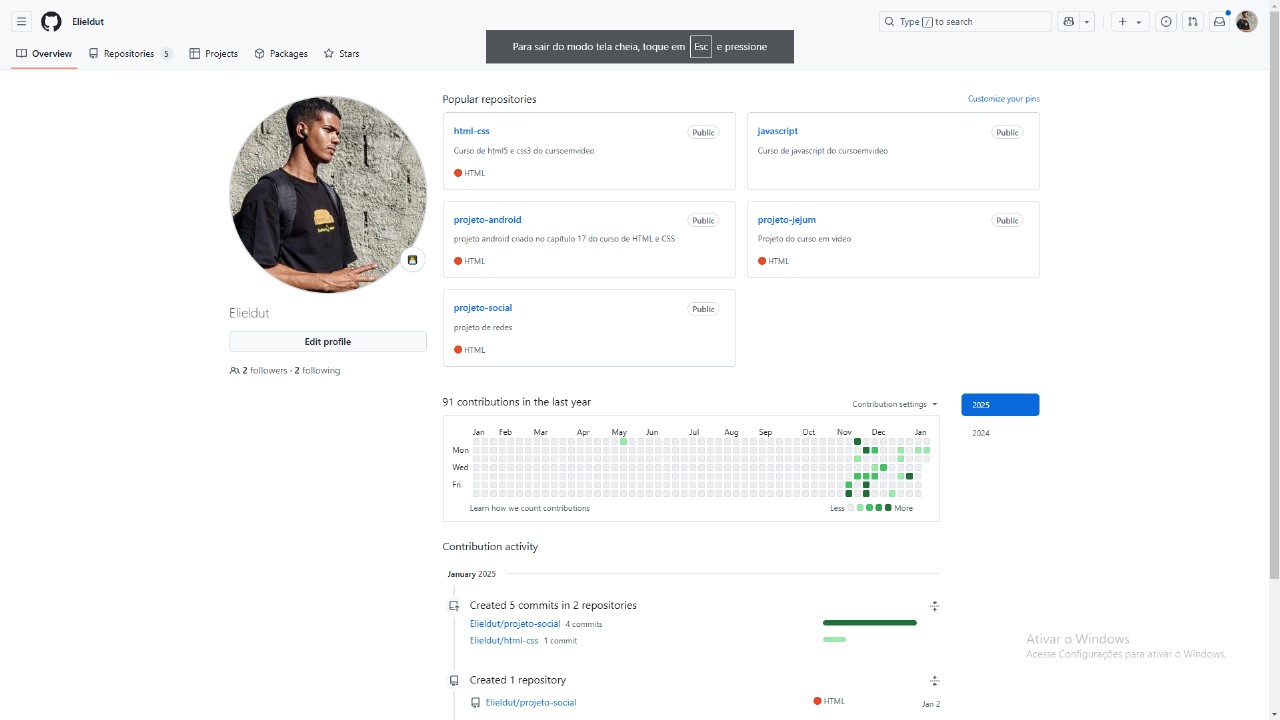 Elieldut
Type / to search
Para sair do modo tela cheia, toque em Esc e pressione
Overview
Repositories 5
Projects
Packages
Stars
Popular repositories
Customize your pins
html-css
Public
Curso de html5 e css3 do cursoemvideo
HTML
javascript
Public
Curso de javascript do cursoemvideo
projeto-android
Public
projeto android criado no capítulo 17 do curso de HTML e CSS
HTML
projeto-jejum
Public
Projeto do curso em video
HTML
projeto-social
Public
projeto de redes
HTML
Elieldut
Edit profile
2 followers · 2 following
91 contributions in the last year
Contribution settings
2025
2024
Jan Feb Mar Apr May Jun Jul Aug Sep Oct Nov Dec Jan
Mon
Wed
Fri
Learn how we count contributions
Less
More
Contribution activity
January 2025
Created 5 commits in 2 repositories
Elieldut/projeto-social 4 commits
Elieldut/html-css 1 commit
Created 1 repository
Elieldut/projeto-social
HTML
Jan 2
Ativar o Windows
Acesse Configurações para ativar o Windows.